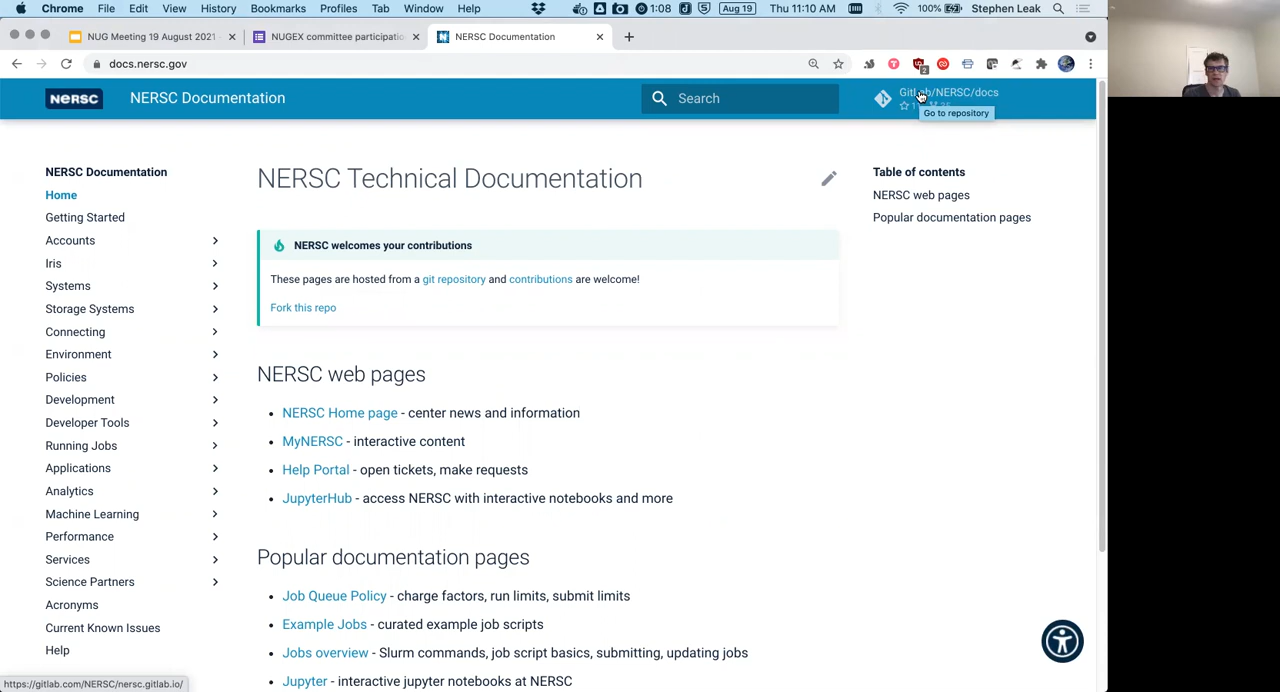 Chrome File Edit View History Bookmarks Profiles Tab Window Help 1:08 Aug 19 Thu 11:10 AM 100% Stephen Leak
NUG Meeting 19 August 2021
NUGEX committee participatio
NERSC Documentation
docs.nersc.gov
2
NERSC
NERSC Documentation
Search
GitLab/NERSC/docs
Go to repository
NERSC Documentation
Home
Getting Started
Accounts
Iris
Systems
Storage Systems
Connecting
Environment
Policies
Development
Developer Tools
Running Jobs
Applications
Analytics
Machine Learning
Performance
Services
Science Partners
Acronyms
Current Known Issues
Help
NERSC Technical Documentation
NERSC welcomes your contributions
These pages are hosted from a git repository and contributions are welcome!
Fork this repo
NERSC web pages
NERSC Home page - center news and information
MyNERSC - interactive content
Help Portal - open tickets, make requests
JupyterHub - access NERSC with interactive notebooks and more
Popular documentation pages
Job Queue Policy - charge factors, run limits, submit limits
Example Jobs - curated example job scripts
Jobs overview - Slurm commands, job script basics, submitting, updating jobs
Jupyter - interactive jupyter notebooks at NERSC
Table of contents
NERSC web pages
Popular documentation pages
https://gitlab.com/NERSC/nersc.gitlab.io/